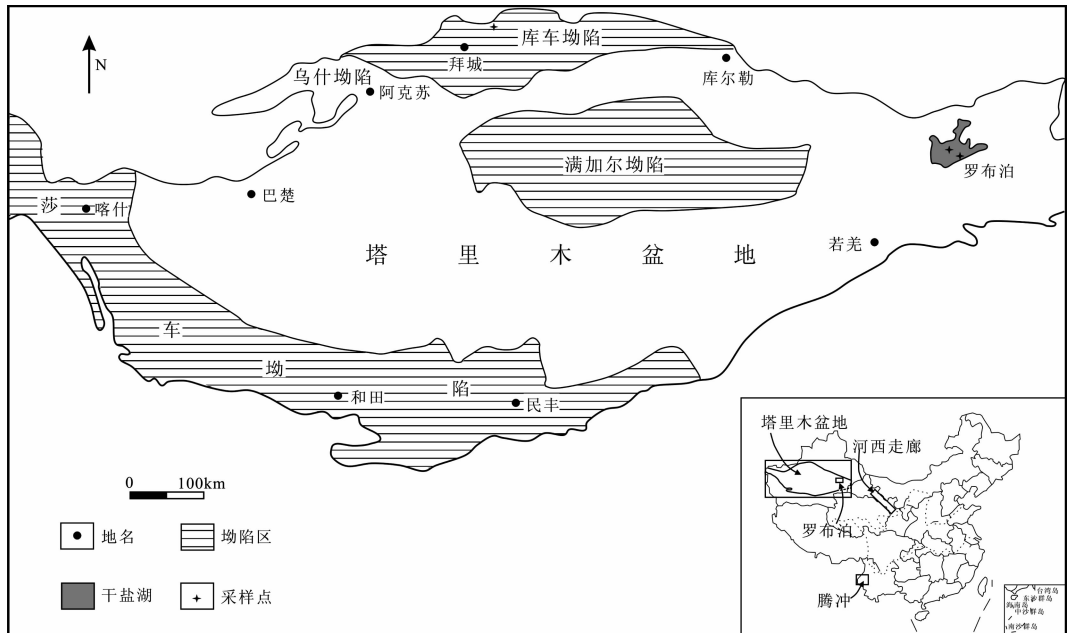 N
库车坳陷
拜城
乌什坳陷
阿克苏
库尔勒
满加尔坳陷
罗布泊
莎
喀什
巴楚
若羌
塔里木盆地
车
坳
陷
和田
民丰
0 100km
地名
坳陷区
干盐湖
采样点
塔里木盆地
河西走廊
罗布泊
腾冲
台湾岛
东沙群岛
海南岛
中沙群岛
南沙群岛